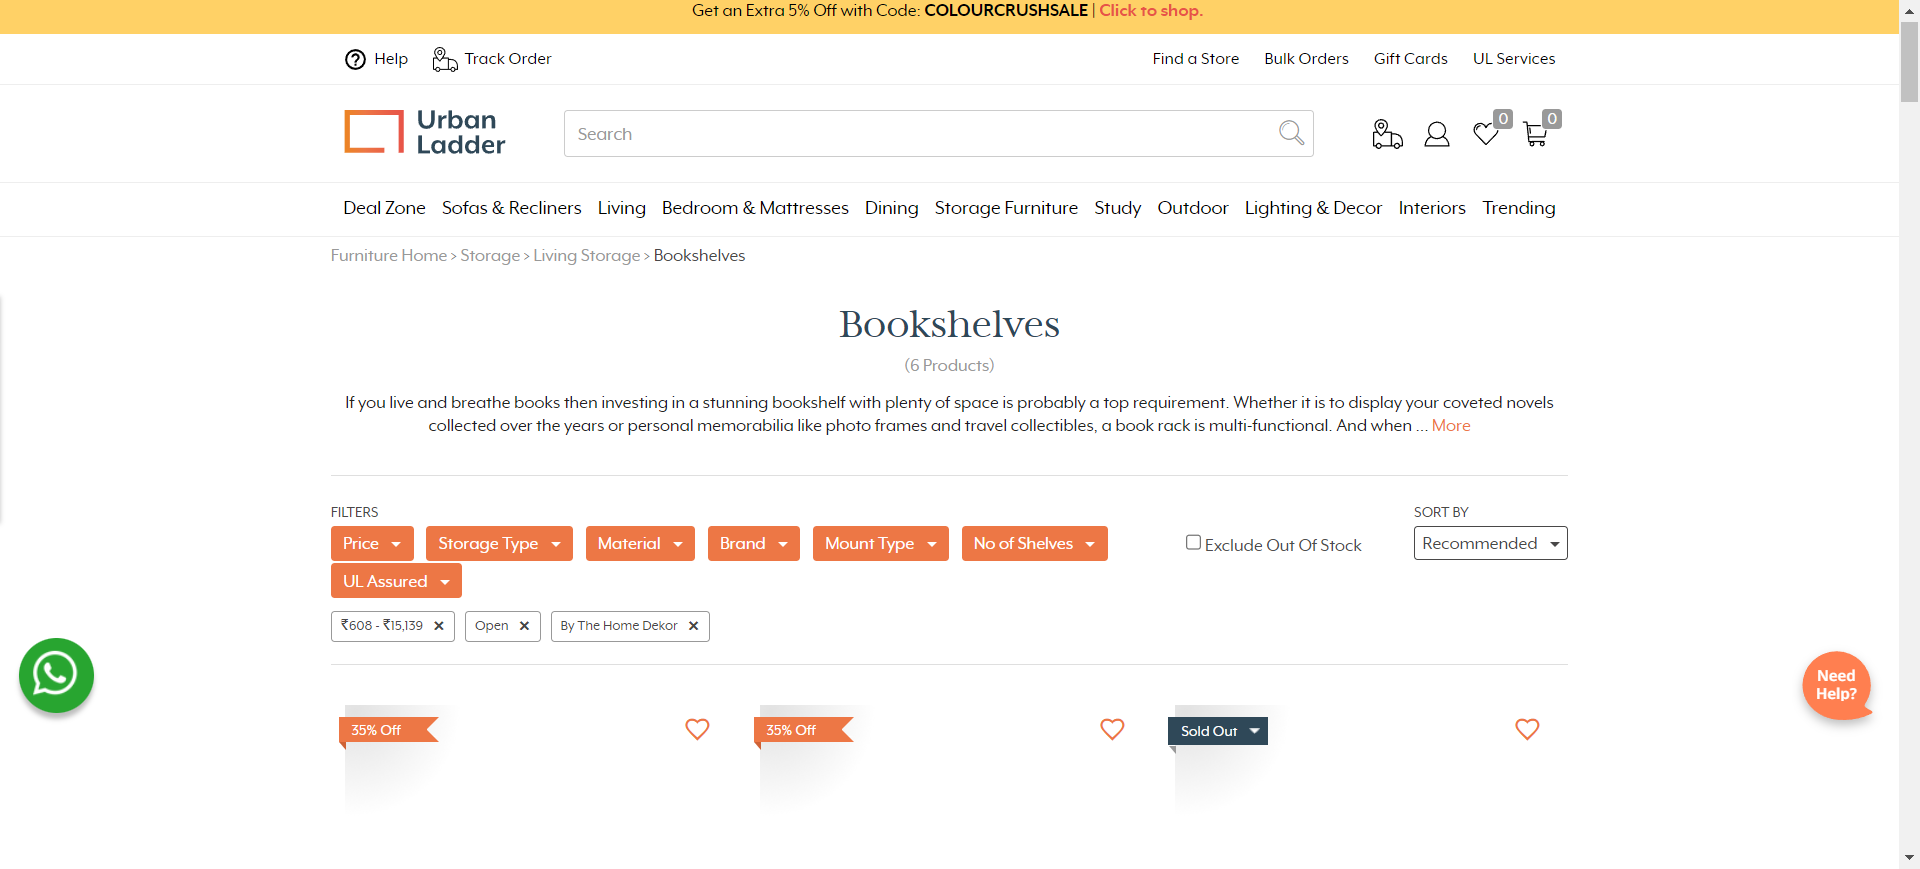 Get an Extra 5% Off with Code: COLOURCRUSHSALE | Click to shop.
Help Track Order Find a Store Bulk Orders Gift Cards UL Services
Urban
Ladder
Search
0 0
Deal Zone Sofas & Recliners Living Bedroom & Mattresses Dining Storage Furniture Study Outdoor Lighting & Decor Interiors Trending
Furniture Home > Storage > Living Storage > Bookshelves
Bookshelves
(6 Products)
If you live and breathe books then investing in a stunning bookshelf with plenty of space is probably a top requirement. Whether it is to display your coveted novels
collected over the years or personal memorabilia like photo frames and travel collectibles, a book rack is multi-functional. And when ... More
FILTERS SORT BY
Price Storage Type Material Brand Mount Type No of Shelves Exclude Out Of Stock Recommended
UL Assured
₹608 - ₹15,139 ✕ Open ✕ By The Home Dekor ✕
Need
Help?
35% Off 35% Off Sold Out